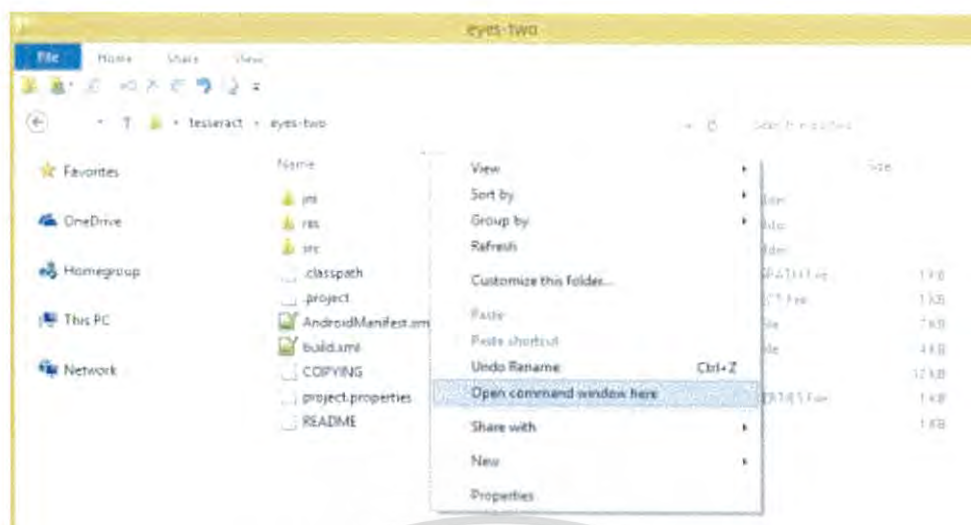 eyes-two
File Home Share View
tesseract eyes-two
Name Size
Favorites
OneDrive
Homegroup
This PC
Network
jni
res
src
.classpath
.project
AndroidManifest.xm
build.xml
COPYING
project.properties
README
View
Sort by
Group by
Refresh
Customize this folder...
Paste
Paste shortcut
Undo Rename Ctrl+Z
Open command window here
Share with
New
Properties
1 KB
1 KB
7 KB
4 KB
12 KB
1 KB
1 KB